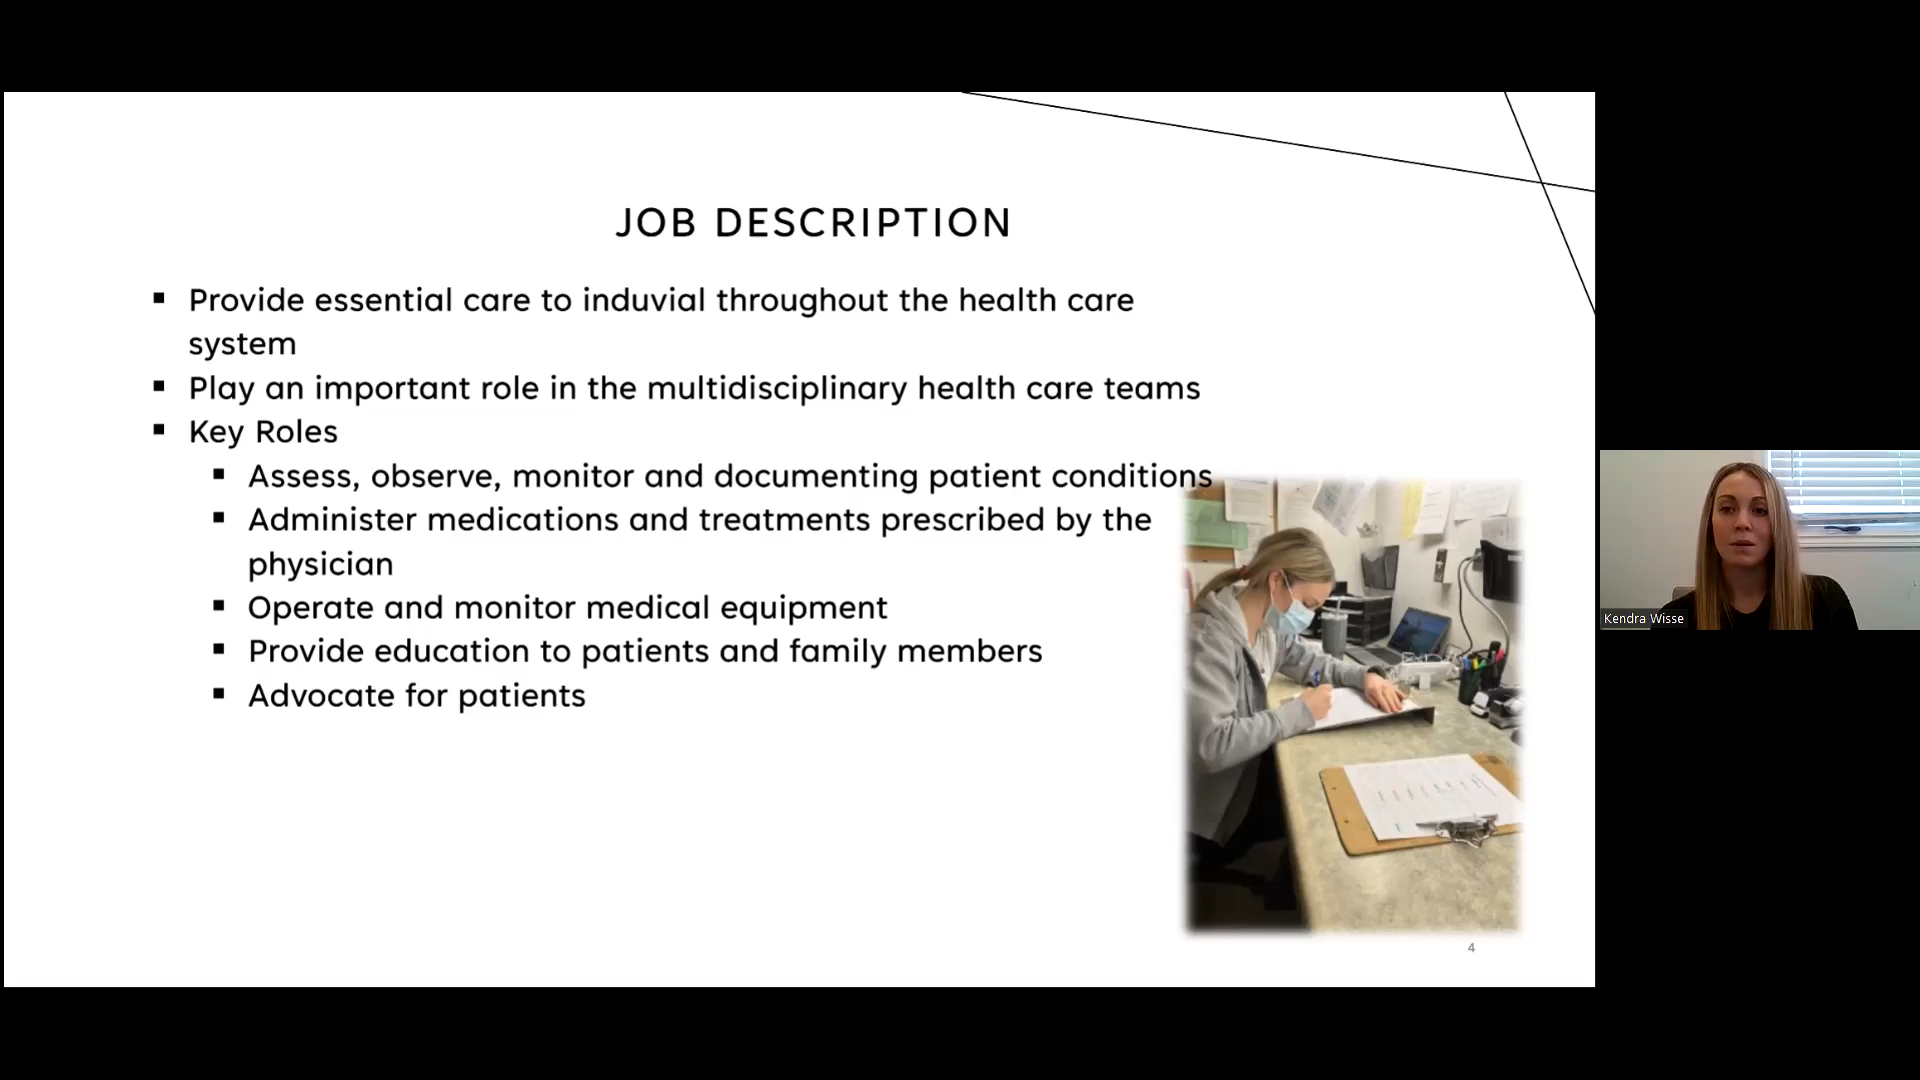 JOB DESCRIPTION
▪ Provide essential care to induvial throughout the health care
system
▪ Play an important role in the multidisciplinary health care teams
▪ Key Roles
▪ Assess, observe, monitor and documenting patient conditions
▪ Administer medications and treatments prescribed by the
physician
▪ Operate and monitor medical equipment
▪ Provide education to patients and family members
▪ Advocate for patients
4
Kendra Wisse